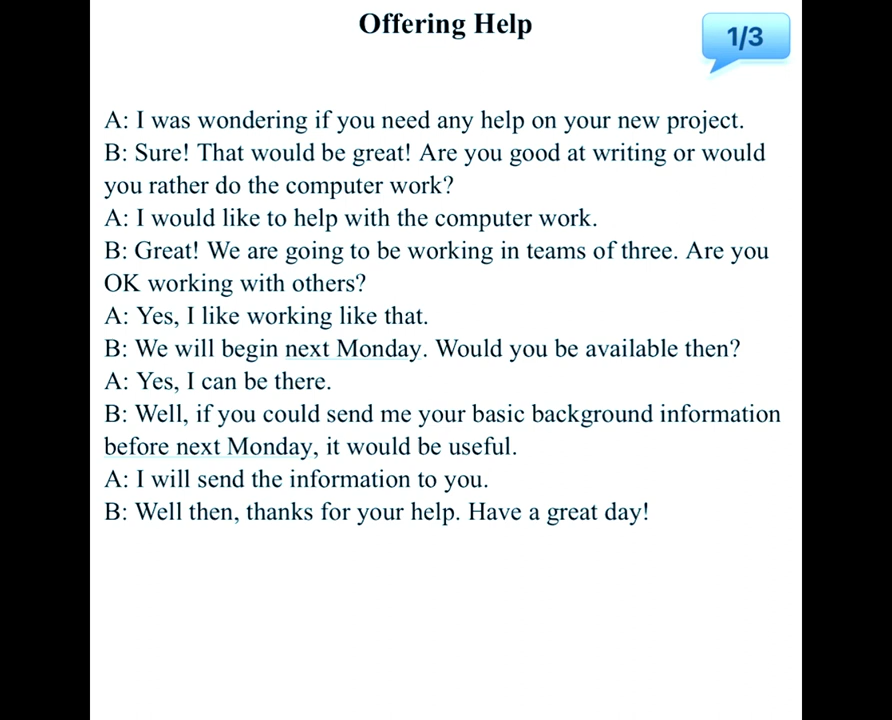 Offering Help
1/3
A: I was wondering if you need any help on your new project.
B: Sure! That would be great! Are you good at writing or would
you rather do the computer work?
A: I would like to help with the computer work.
B: Great! We are going to be working in teams of three. Are you
OK working with others?
A: Yes, I like working like that.
B: We will begin next Monday. Would you be available then?
A: Yes, I can be there.
B: Well, if you could send me your basic background information
before next Monday, it would be useful.
A: I will send the information to you.
B: Well then, thanks for your help. Have a great day!